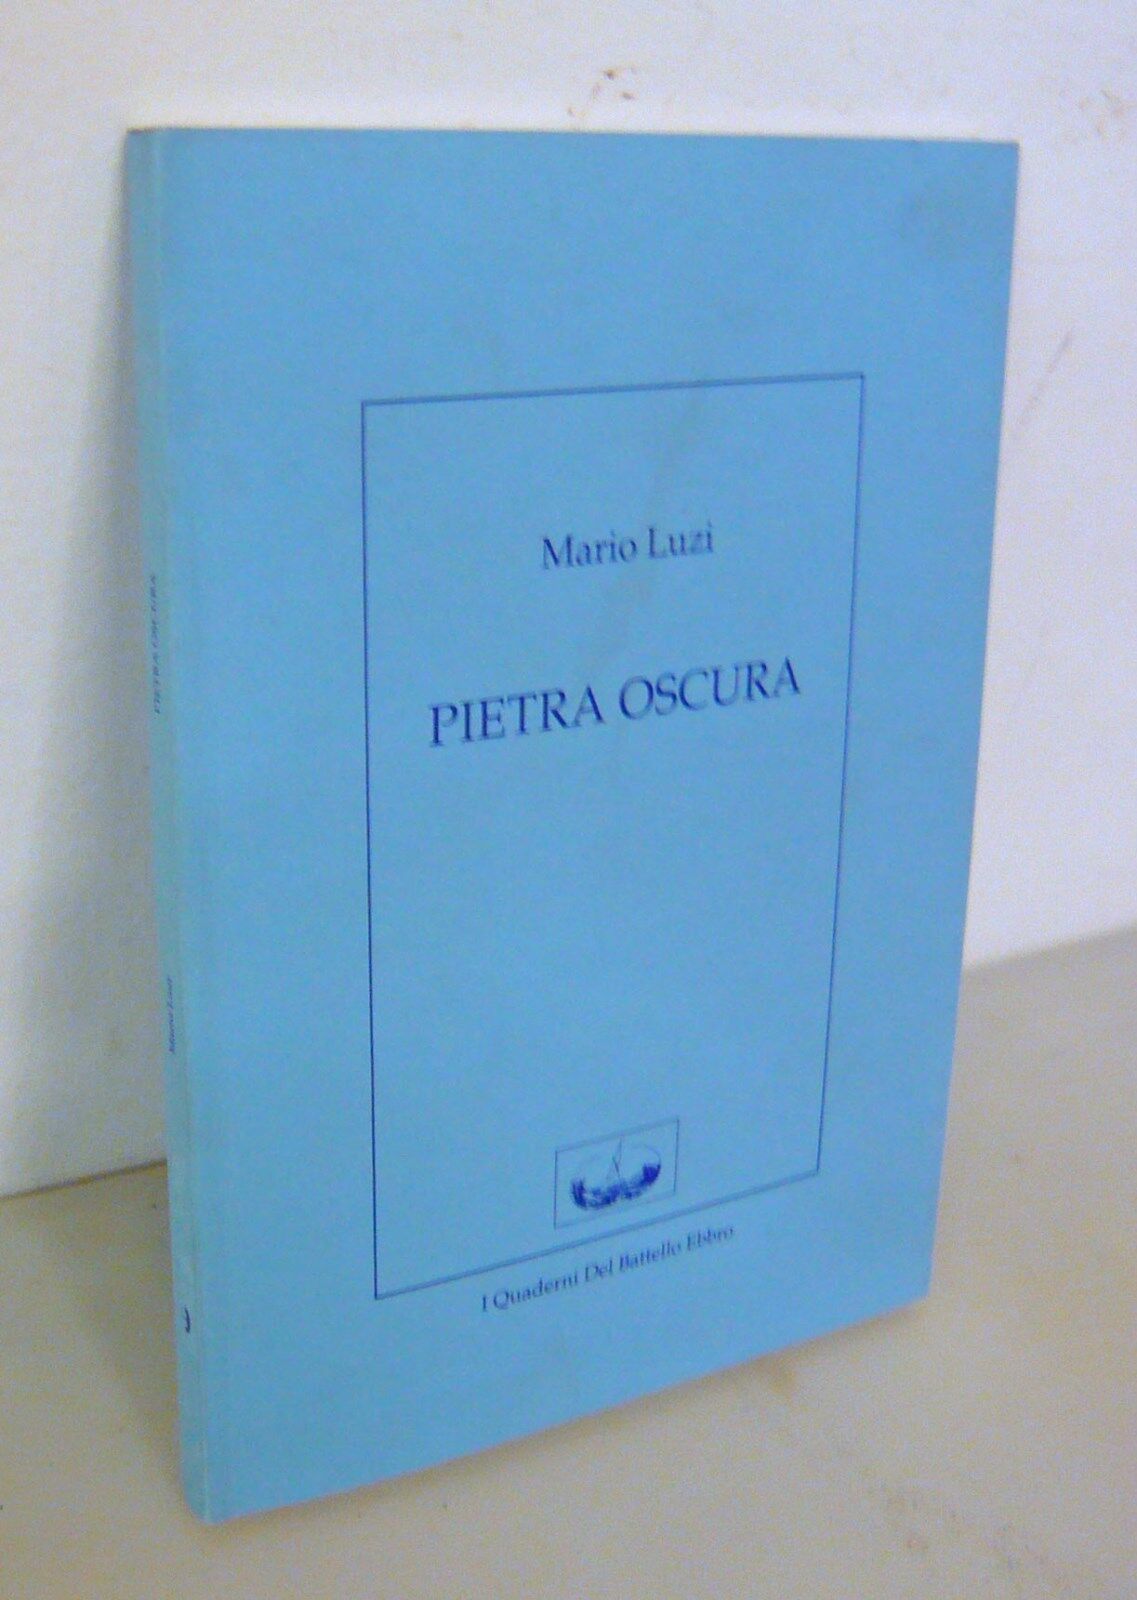 Mario Luzi
PIETRA OSCURA
I Quaderni Del Battello Ebbro
PIETRA OSCURA
Mario Luzi